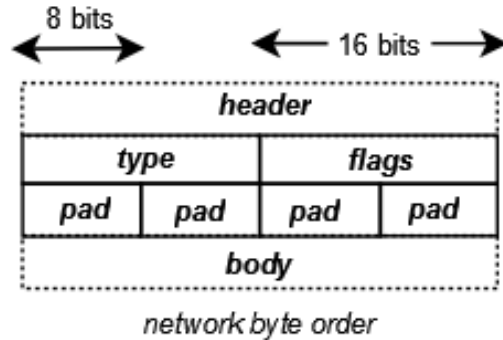 8 bits
16 bits
header
type flags
pad pad pad pad
body
network byte order